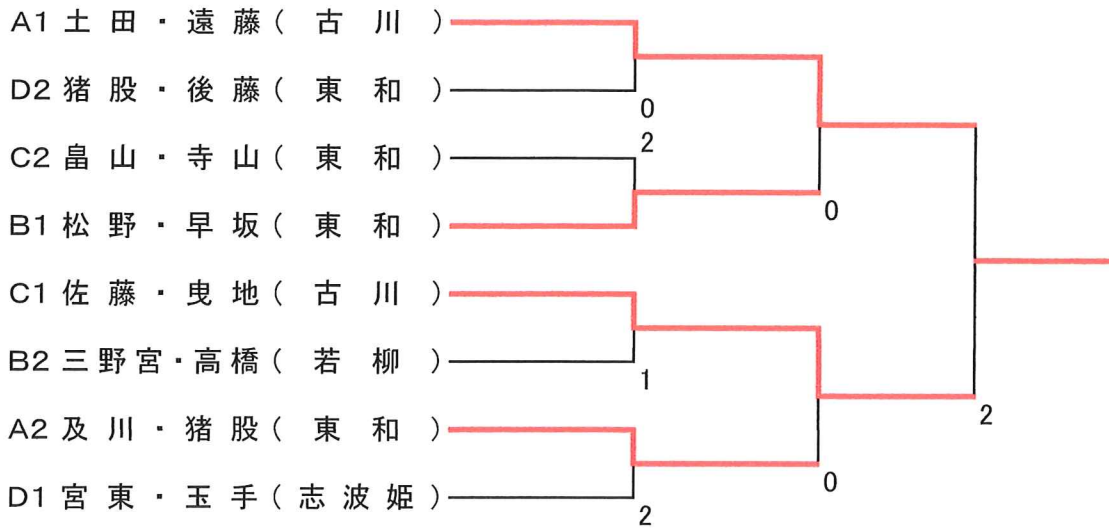 A1 土田・遠藤(古川)
D2 猪股・後藤(東和)
0
2
C2 畠山・寺山(東和)
0
B1 松野・早坂(東和)
C1 佐藤・曳地(古川)
B2 三野宮・高橋(若柳)
1
2
A2 及川・猪股(東和)
0
D1 宮東・玉手(志波姫)
2